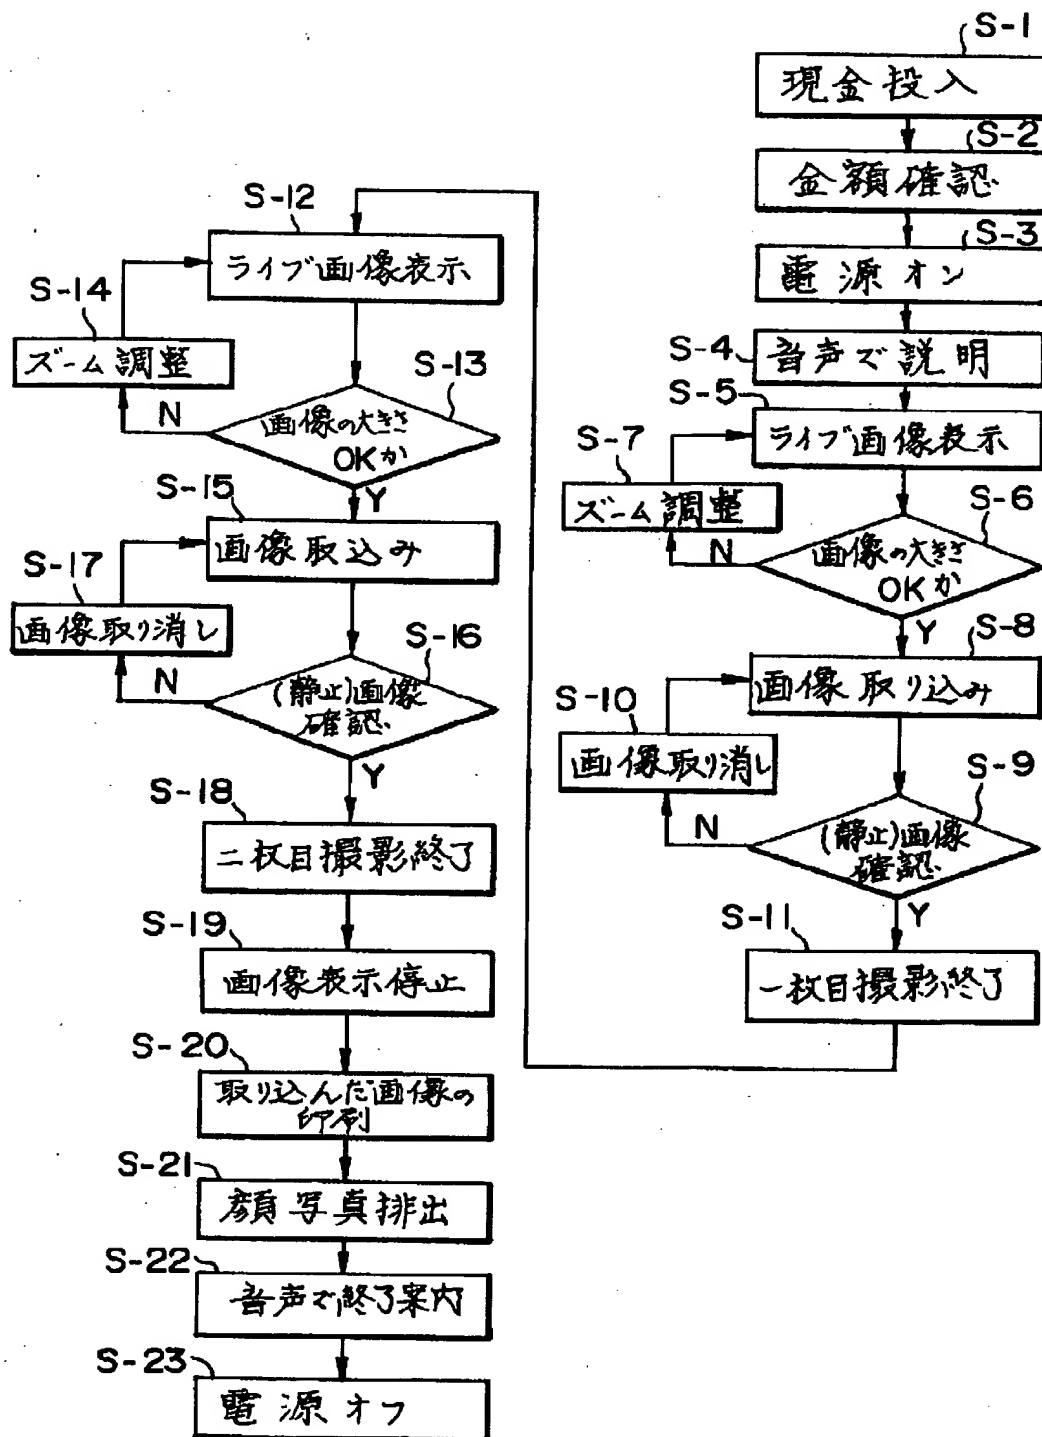 S-1
現金投入
S-2
金額確認
S-3
電源オン
S-4
音声で説明
S-5
ライブ画像表示
S-6
画像の大きさ
OKか
N
S-7
ズーム調整
Y
S-8
画像取り込み
S-9
(静止)画像
確認
N
S-10
画像取り消し
Y
S-11
一枚目撮影終了
S-12
ライブ画像表示
S-13
画像の大きさ
OKか
N
S-14
ズーム調整
Y
S-15
画像取込み
S-16
(静止)画像
確認
N
S-17
画像取り消し
Y
S-18
二枚目撮影終了
S-19
画像表示停止
S-20
取り込んだ画像の
印刷
S-21
顔写真排出
S-22
音声で終了案内
S-23
電源オフ